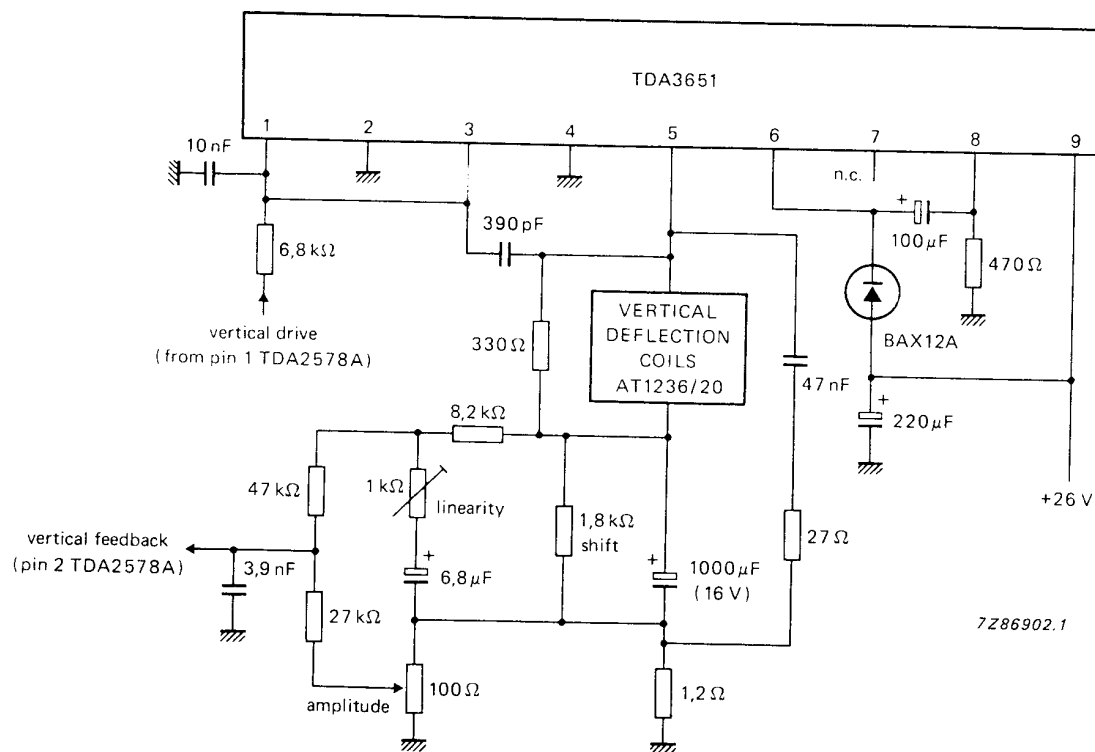 TDA3651
1 2 3 4 5 6 7 8 9
10 nF
n.c.
390 pF
+
100 μF
6,8 kΩ
470 Ω
vertical drive
(from pin 1 TDA2578A)
330 Ω
VERTICAL
DEFLECTION
COILS
AT1236/20
BAX12A
47 nF
+
220 μF
8,2 kΩ
47 kΩ
1 kΩ
linearity
+26 V
1,8 kΩ
shift
27 Ω
vertical feedback
(pin 2 TDA2578A)
3,9 nF
+
6,8 μF
+
1000 μF
(16 V)
27 kΩ
7Z86902.1
amplitude
100 Ω
1,2 Ω